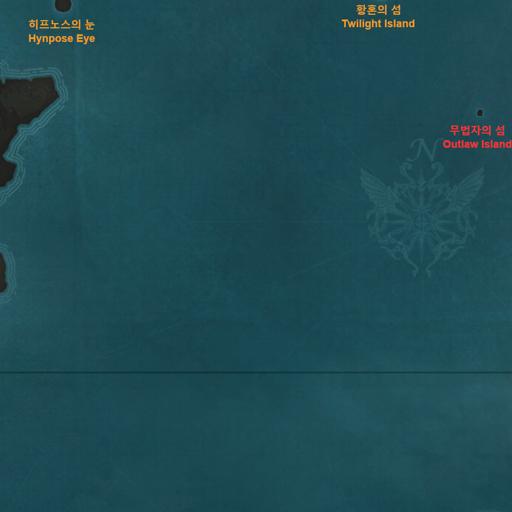 황혼의 섬
Twilight Island
히프노스의 눈
Hynpose Eye
무법자의 섬
Outlaw Island
N